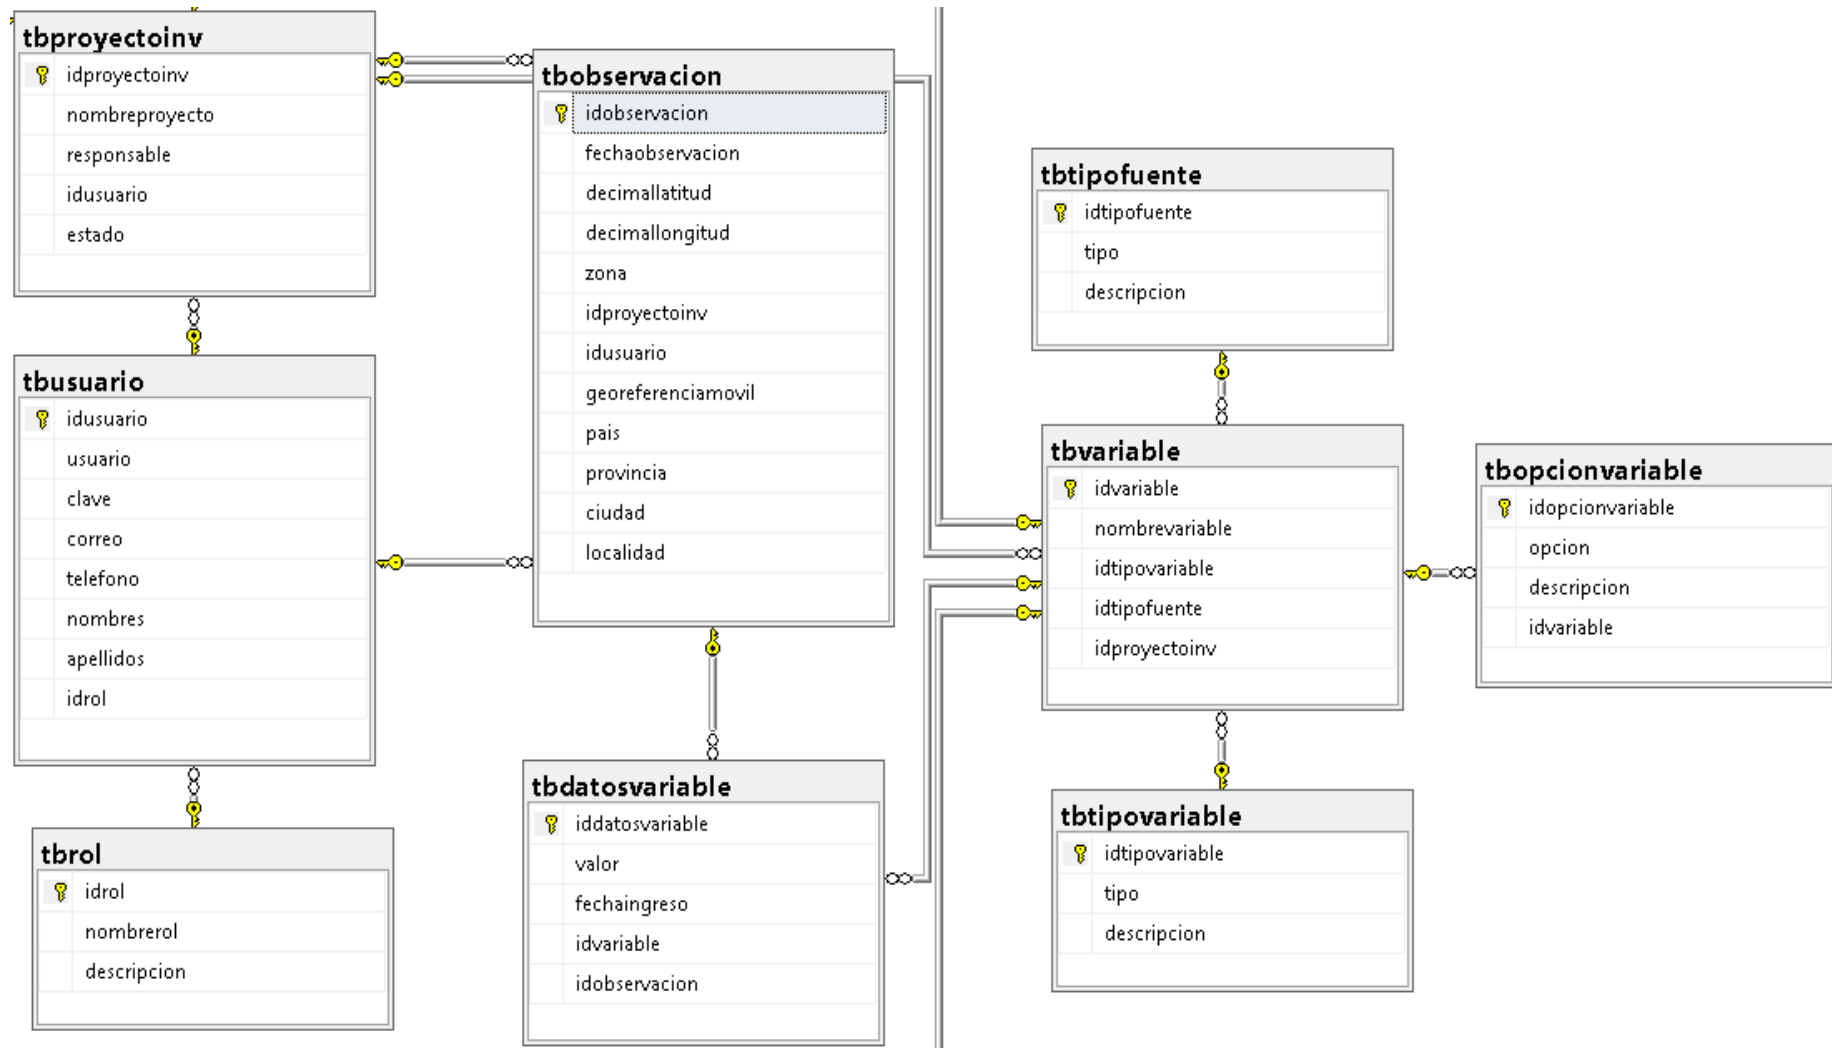 tbproyectoinv
idproyectoinv
nombreproyecto
responsable
idusuario
estado
tbusuario
idusuario
usuario
clave
correo
telefono
nombres
apellidos
idrol
tbrol
idrol
nombrerol
descripcion
tbobservacion
idobservacion
fechaobservacion
decimallatitud
decimallongitud
zona
idproyectoinv
idusuario
georeferenciamovil
pais
provincia
ciudad
localidad
tbdatosvariable
iddatosvariable
valor
fechaingreso
idvariable
idobservacion
tbtipofuente
idtipofuente
tipo
descripcion
tbvariable
idvariable
nombrevariable
idtipovariable
idtipofuente
idproyectoinv
tbtipovariable
idtipovariable
tipo
descripcion
tbopcionvariable
idopcionvariable
opcion
descripcion
idvariable